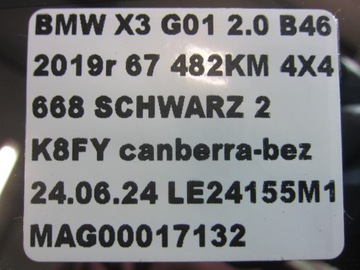 BMW X3 G01 2.0 B46
2019r 67 482KM 4X4
668 SCHWARZ 2
K8FY canberra-bez
24.06.24 LE24155M1
MAG00017132